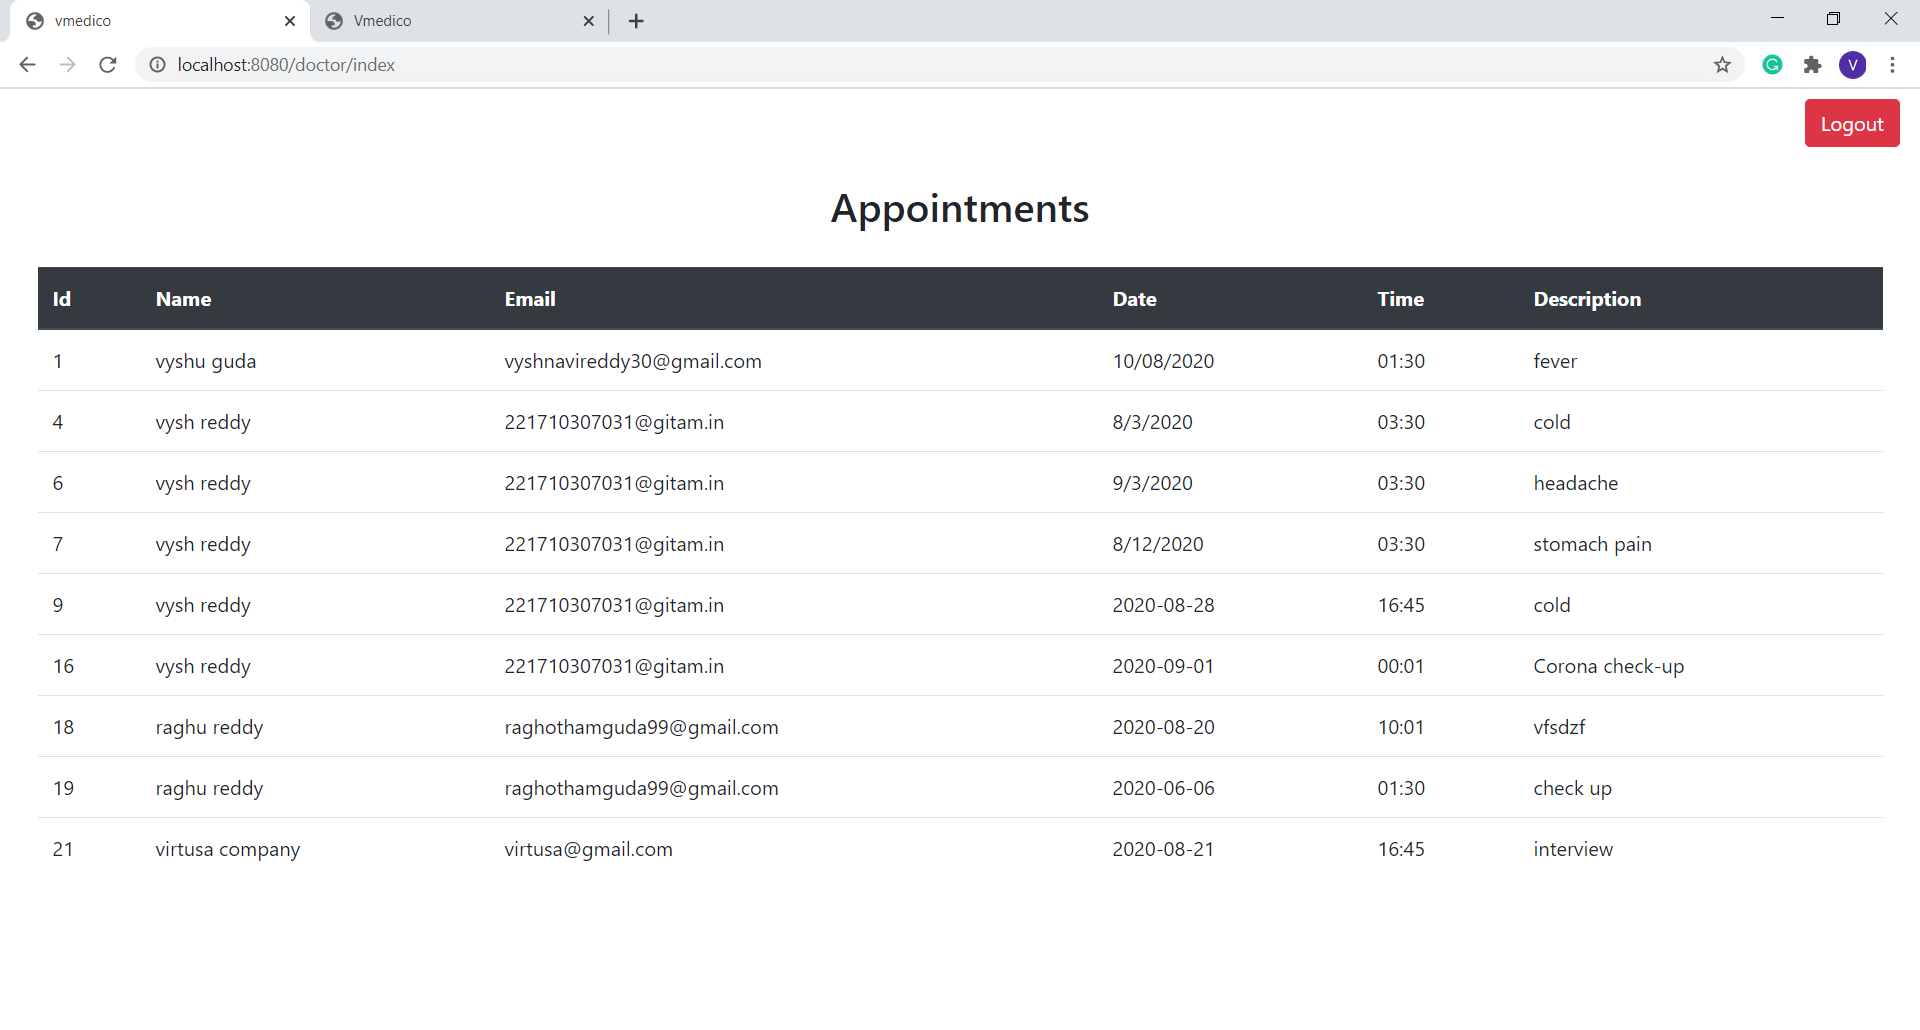 vmedico Vmedico
localhost:8080/doctor/index V
Logout
Appointments
Id Name Email Date Time Description
1 vyshu guda vyshnavireddy30@gmail.com 10/08/2020 01:30 fever
4 vysh reddy 221710307031@gitam.in 8/3/2020 03:30 cold
6 vysh reddy 221710307031@gitam.in 9/3/2020 03:30 headache
7 vysh reddy 221710307031@gitam.in 8/12/2020 03:30 stomach pain
9 vysh reddy 221710307031@gitam.in 2020-08-28 16:45 cold
16 vysh reddy 221710307031@gitam.in 2020-09-01 00:01 Corona check-up
18 raghu reddy raghothamguda99@gmail.com 2020-08-20 10:01 vfsdzf
19 raghu reddy raghothamguda99@gmail.com 2020-06-06 01:30 check up
21 virtusa company virtusa@gmail.com 2020-08-21 16:45 interview